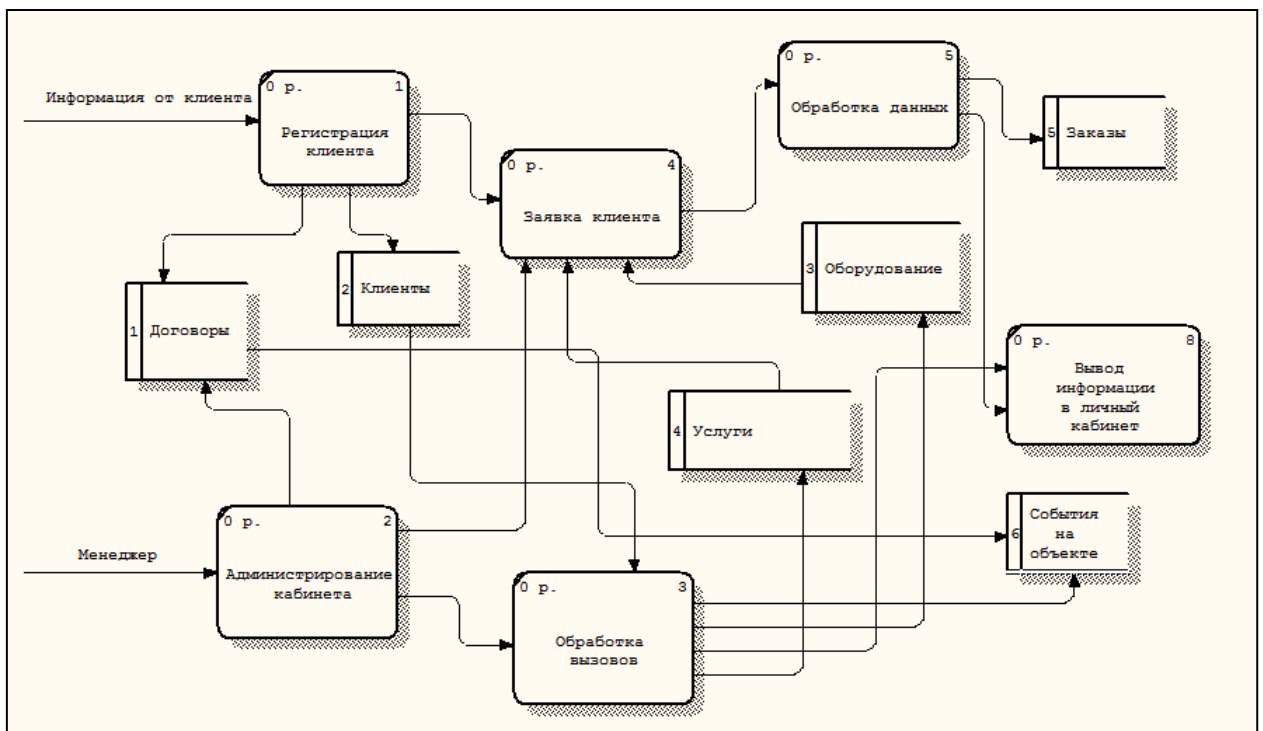 0 р. 5
Обработка данных
0 р. 1
Информация от клиента
Регистрация
клиента
5 Заказы
0 р. 4
Заявка клиента
3 Оборудование
2 Клиенты
1 Договоры
0 р. 8
Вывод
информации
в личный
кабинет
4 Услуги
0 р. 2
Менеджер
Администрирование
кабинета
6 События
на
объекте
0 р. 3
Обработка
вызовов